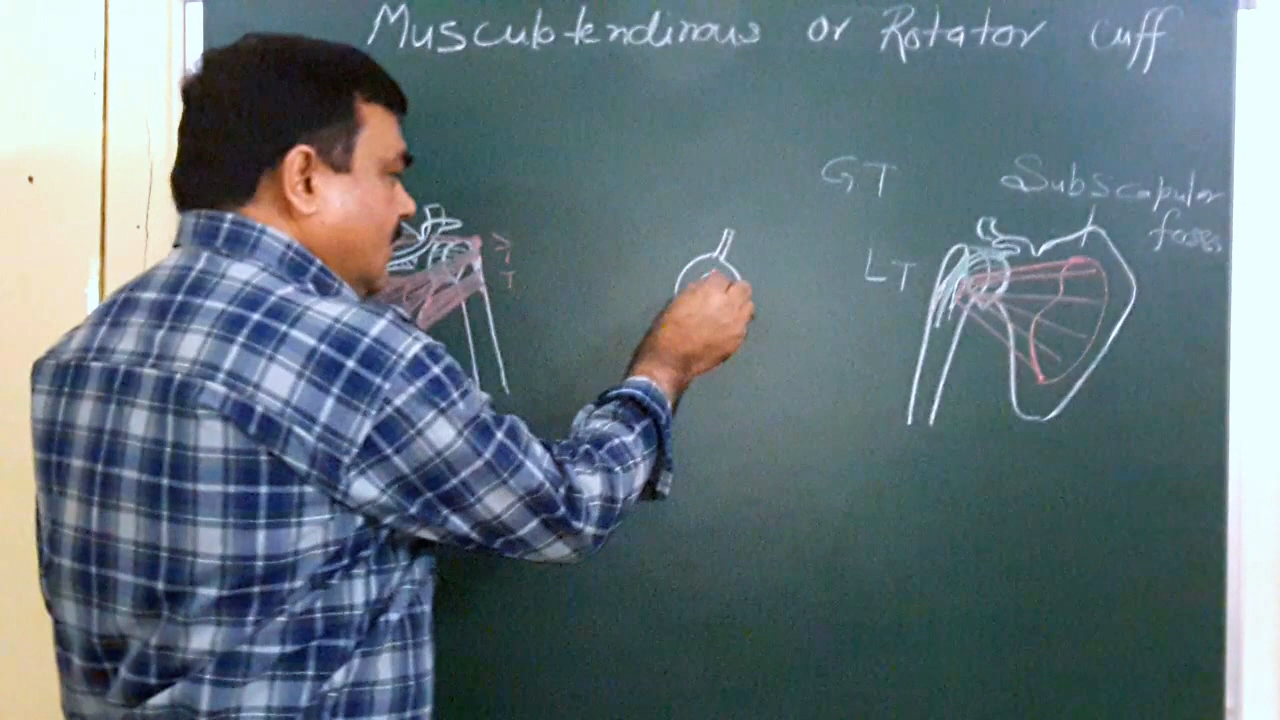 Musculotendinous or Rotator cuff
GT
Subscapular
fossa
LT
T